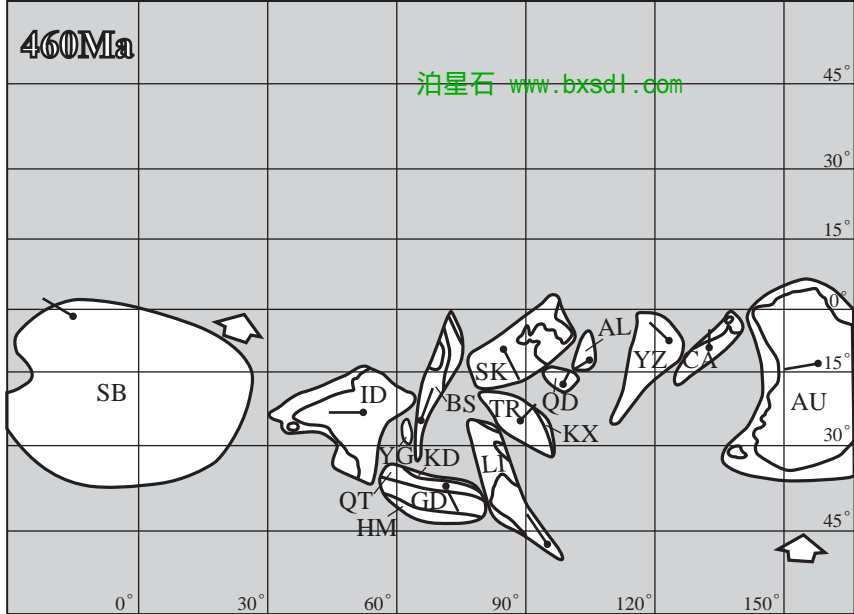 460Ma
泊星石 www.bxsdl.com
45°
30°
15°
0°
AL
YZ
CA
SK
15°
SB
ID
BS
TR
QD
AU
KX
30°
YG
KD
LI
QT
GD
HM
45°
0°
30°
60°
90°
120°
150°